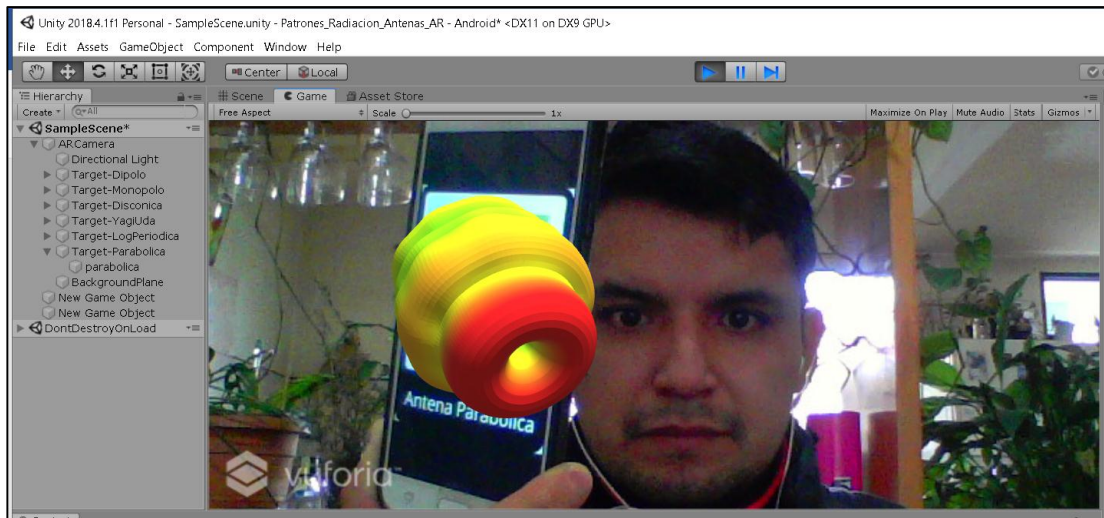 Unity 2018.4.1f1 Personal - SampleScene.unity - Patrones_Radiacion_Antenas_AR - Android* <DX11 on DX9 GPU>
File Edit Assets GameObject Component Window Help
Center Local
Hierarchy
Create All
SampleScene*
ARCamera
Directional Light
Target-Dipolo
Target-Monopolo
Target-Disconica
Target-YagiUda
Target-LogPeriodica
Target-Parabolica
parabolica
BackgroundPlane
New Game Object
New Game Object
DontDestroyOnLoad
Scene Game Asset Store
Free Aspect Scale 1x Maximize On Play Mute Audio Stats Gizmos
Antena Parabolica
vuforia™